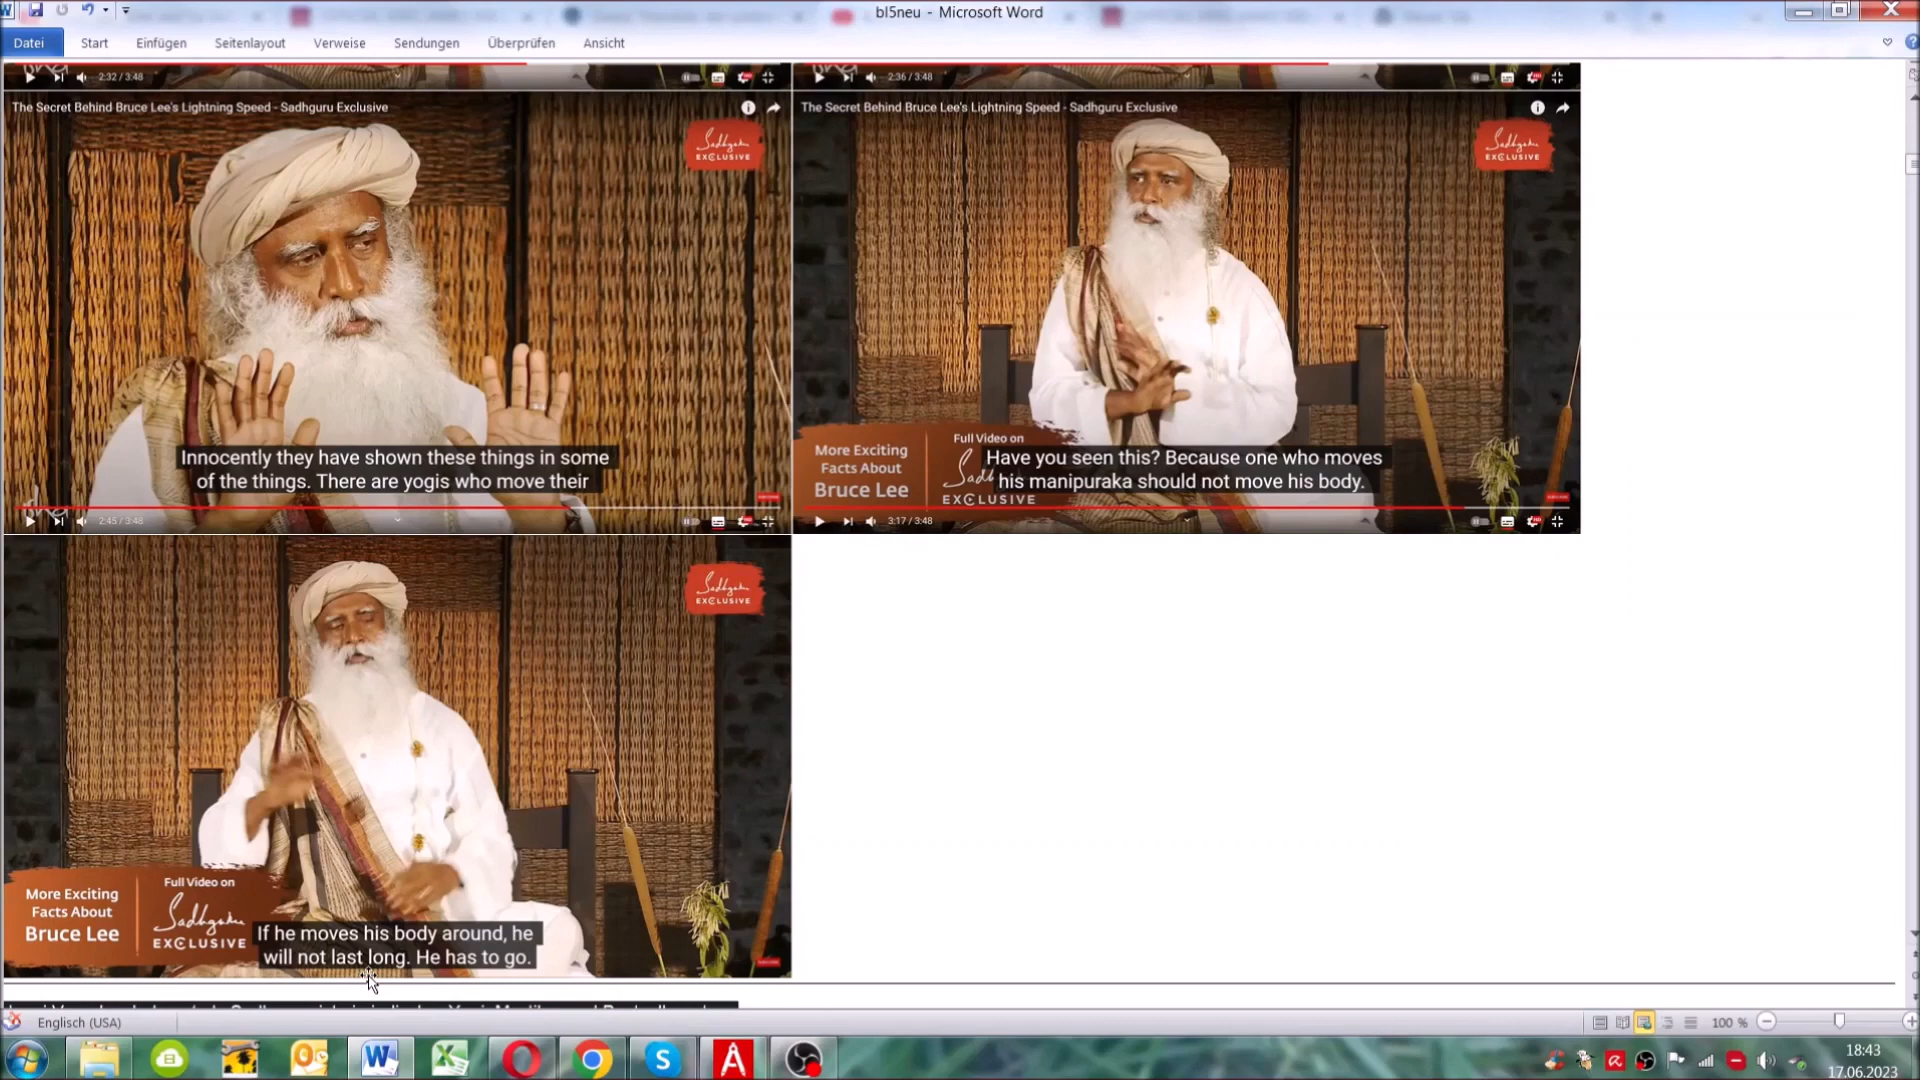 bl5neu - Microsoft Word
Datei Start Einfügen Seitenlayout Verweise Sendungen Überprüfen Ansicht
2:32 / 3:48
2:36 / 3:48
The Secret Behind Bruce Lee's Lightning Speed - Sadhguru Exclusive
Sadhguru
EXCLUSIVE
Innocently they have shown these things in some
of the things. There are yogis who move their
2:45 / 3:48
The Secret Behind Bruce Lee's Lightning Speed - Sadhguru Exclusive
Sadhguru
EXCLUSIVE
More Exciting
Facts About
Bruce Lee
Full Video on
EXCLUSIVE
Have you seen this? Because one who moves
his manipuraka should not move his body.
3:17 / 3:48
Sadhguru
EXCLUSIVE
More Exciting
Facts About
Bruce Lee
Full Video on
Sadhguru
EXCLUSIVE
If he moves his body around, he
will not last long. He has to go.
Englisch (USA)
100 %
18:43
17.06.2023